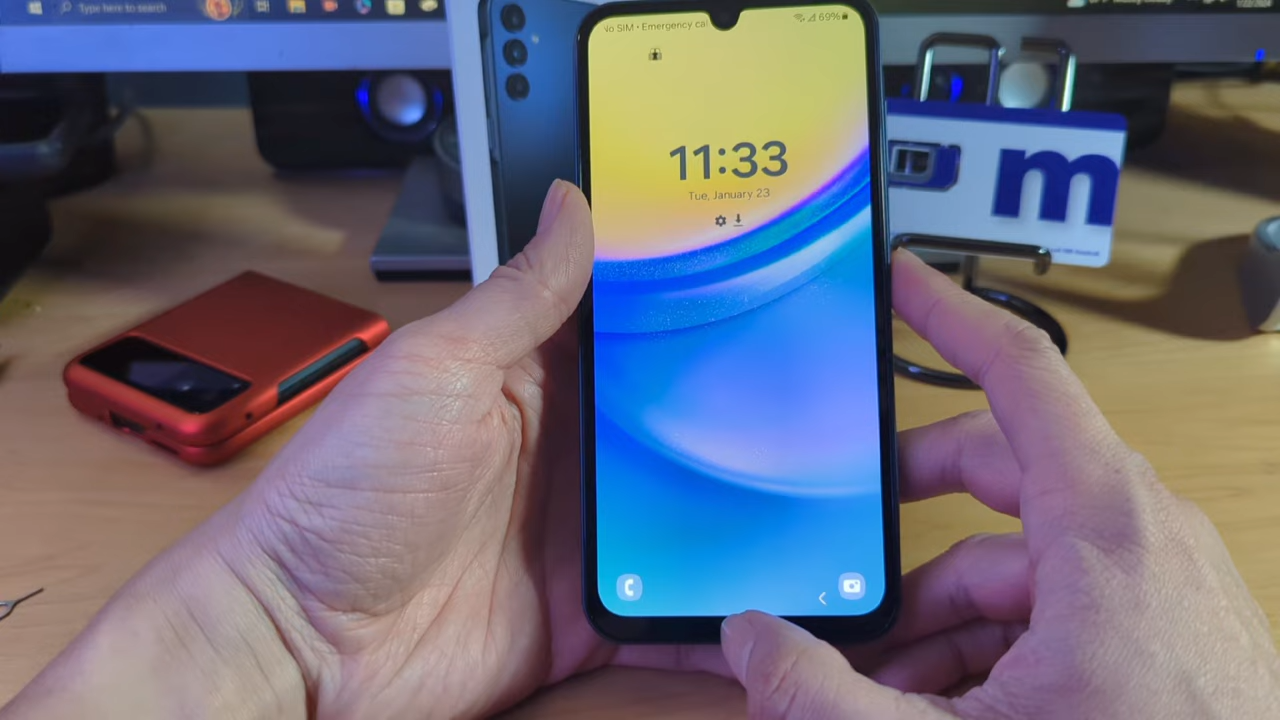 Type here to search
No SIM • Emergency cal
69%
11:33
Tue, January 23
m